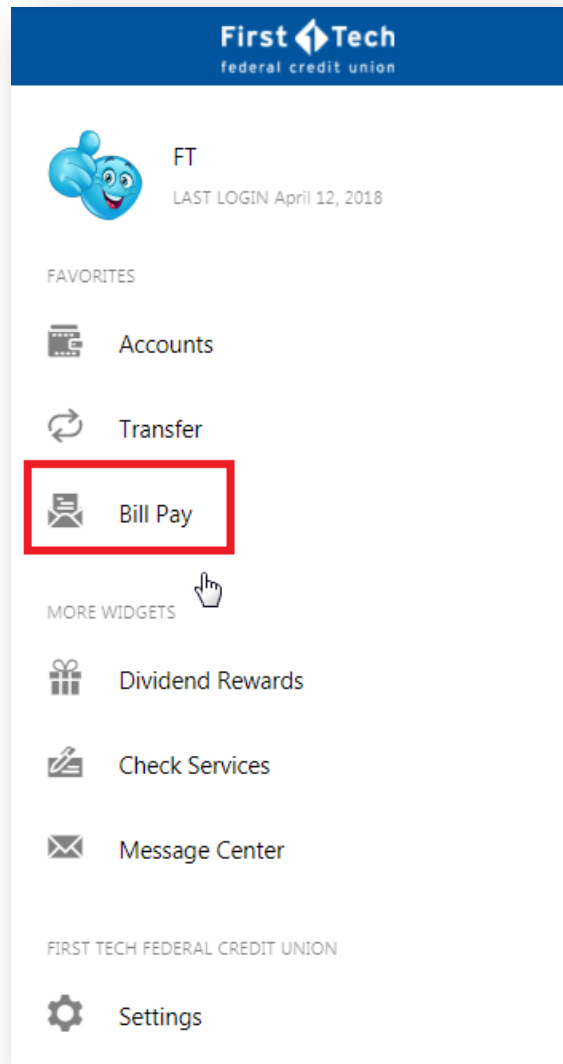 First Tech
federal credit union
FT
LAST LOGIN April 12, 2018
FAVORITES
Accounts
Transfer
Bill Pay
MORE WIDGETS
Dividend Rewards
Check Services
Message Center
FIRST TECH FEDERAL CREDIT UNION
Settings